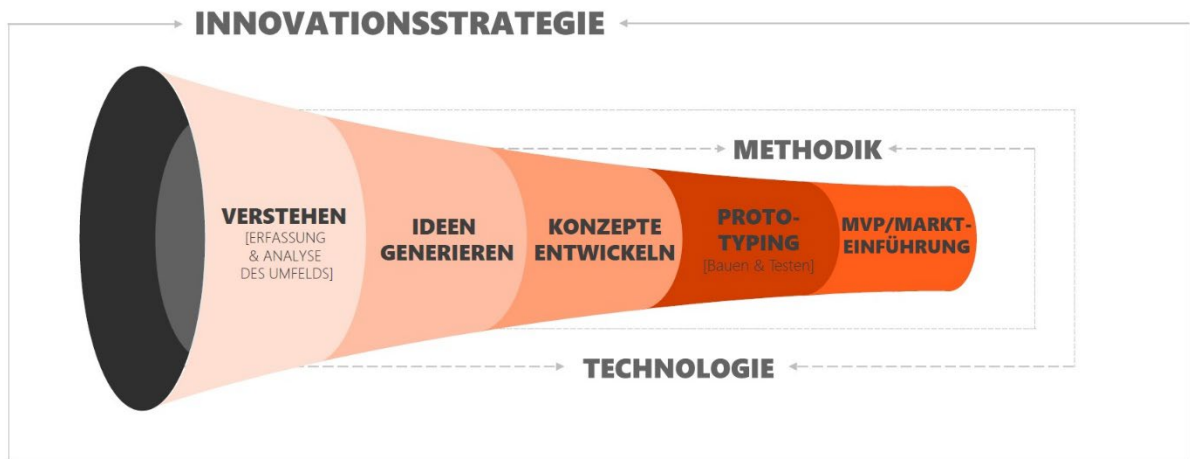 INNOVATIONSSTRATEGIE
METHODIK
VERSTEHEN
[ERFASSUNG
& ANALYSE
DES UMFELDS]
IDEEN
GENERIEREN
KONZEPTE
ENTWICKELN
PROTO-
TYPING
[Bauen & Testen]
MVP/MARKT-
EINFÜHRUNG
TECHNOLOGIE